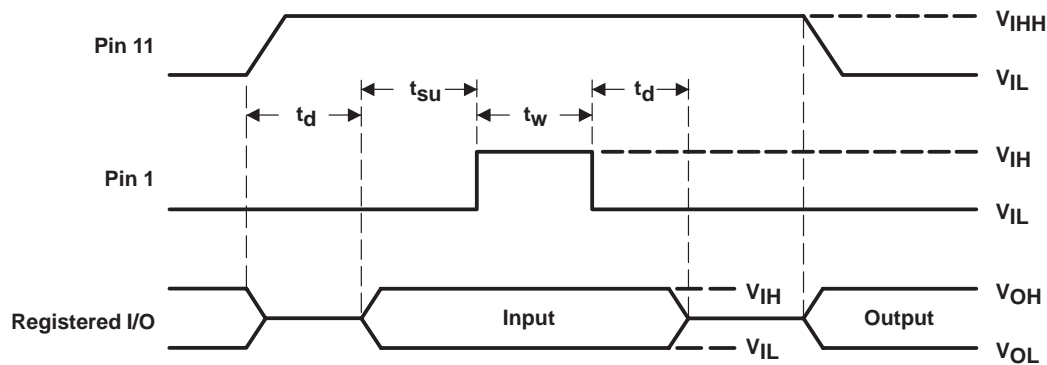 VIHH
Pin 11
VIL
tsu
td
td
tw
VIH
Pin 1
VIL
VIH
VOH
Registered I/O
Input
Output
VIL
VOL